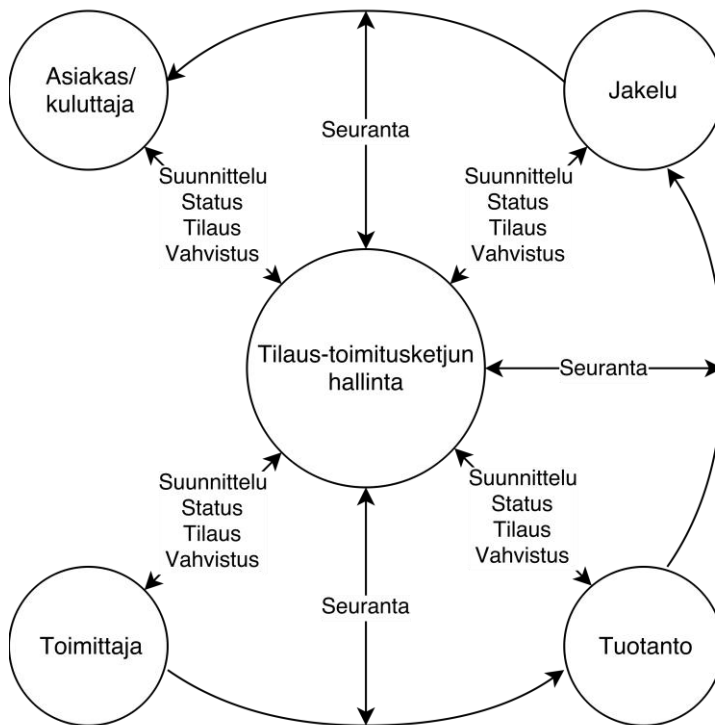 Asiakas/
kuluttaja
Jakelu
Seuranta
Suunnittelu
Status
Tilaus
Vahvistus
Suunnittelu
Status
Tilaus
Vahvistus
Tilaus-toimitusketjun
hallinta
Seuranta
Suunnittelu
Status
Tilaus
Vahvistus
Suunnittelu
Status
Tilaus
Vahvistus
Seuranta
Toimittaja
Tuotanto